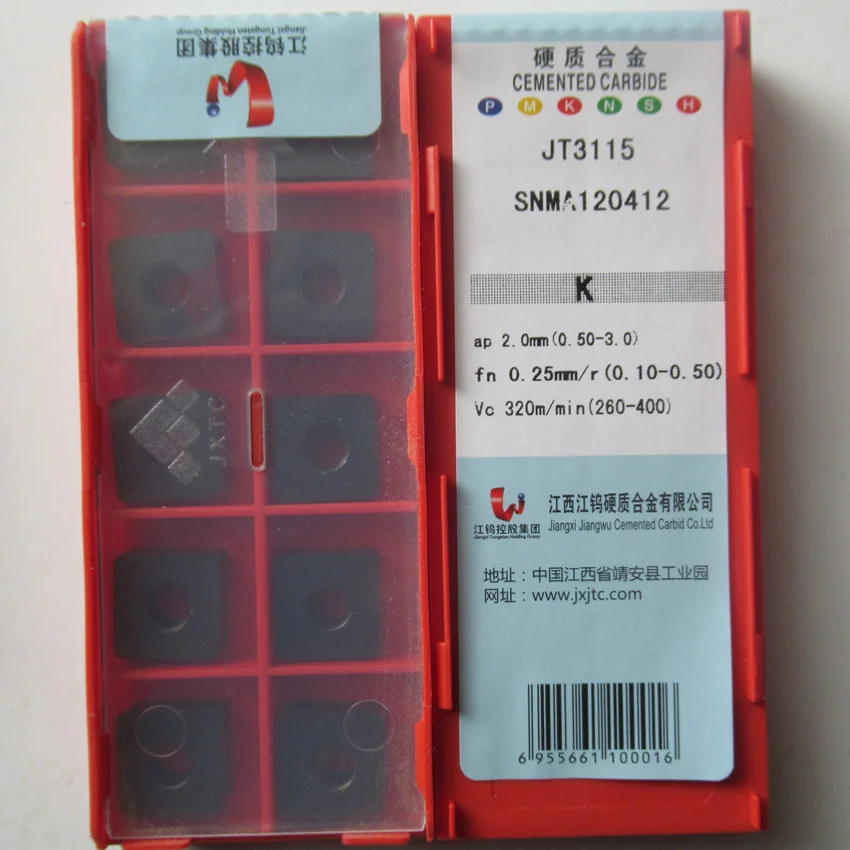 江钨控股集团
Jiangxi Tungsten Holding Group
JXTC
硬质合金
CEMENTED CARBIDE
P M K N S H
JT3115
SNMA120412
K
ap 2.0mm(0.50-3.0)
fn 0.25mm/r(0.10-0.50)
Vc 320m/min(260-400)
江钨控股集团
Jiangxi Tungsten Holding Group
江西江钨硬质合金有限公司
Jiangxi Jiangwu Cemented Carbid Co.Ltd
地址：中国江西省靖安县工业园
网址：www.jxjtc.com
6 955661 100016